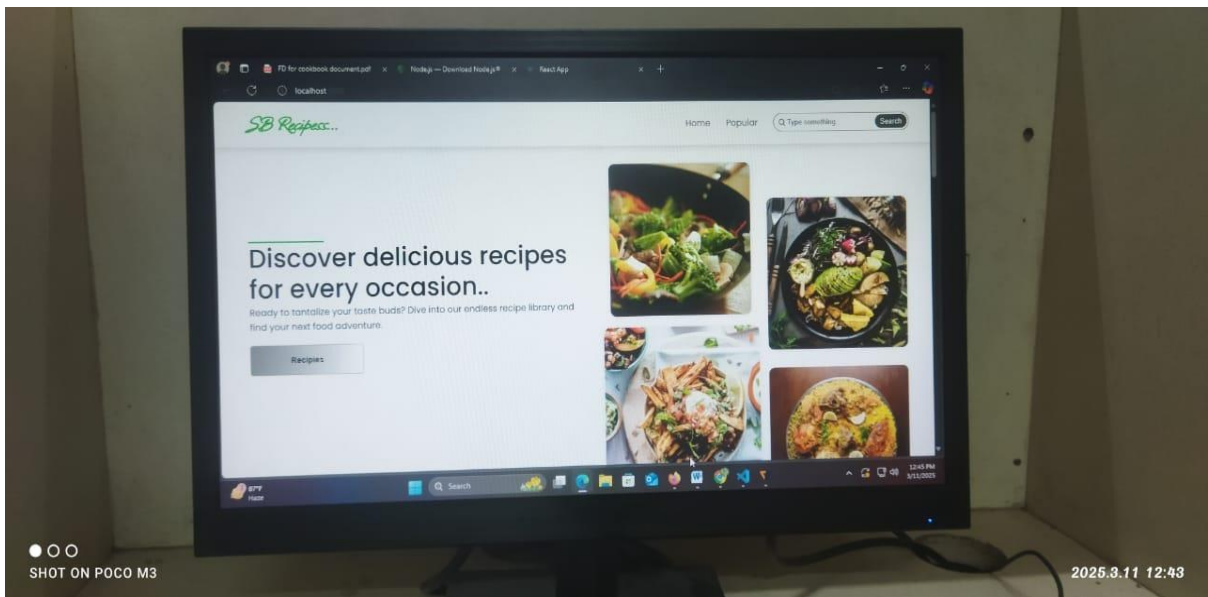 FD for cookbook document.pdf
Node.js — Download Node.js®
React App
localhost
SB Recipess...
Home
Popular
Type something
Search
Discover delicious recipes
for every occasion..
Ready to tantalize your taste buds? Dive into our endless recipe library and
find your next food adventure.
Recipies
87°F
Haze
Search
12:45 PM
3/11/2025
SHOT ON POCO M3
2025.3.11 12:43